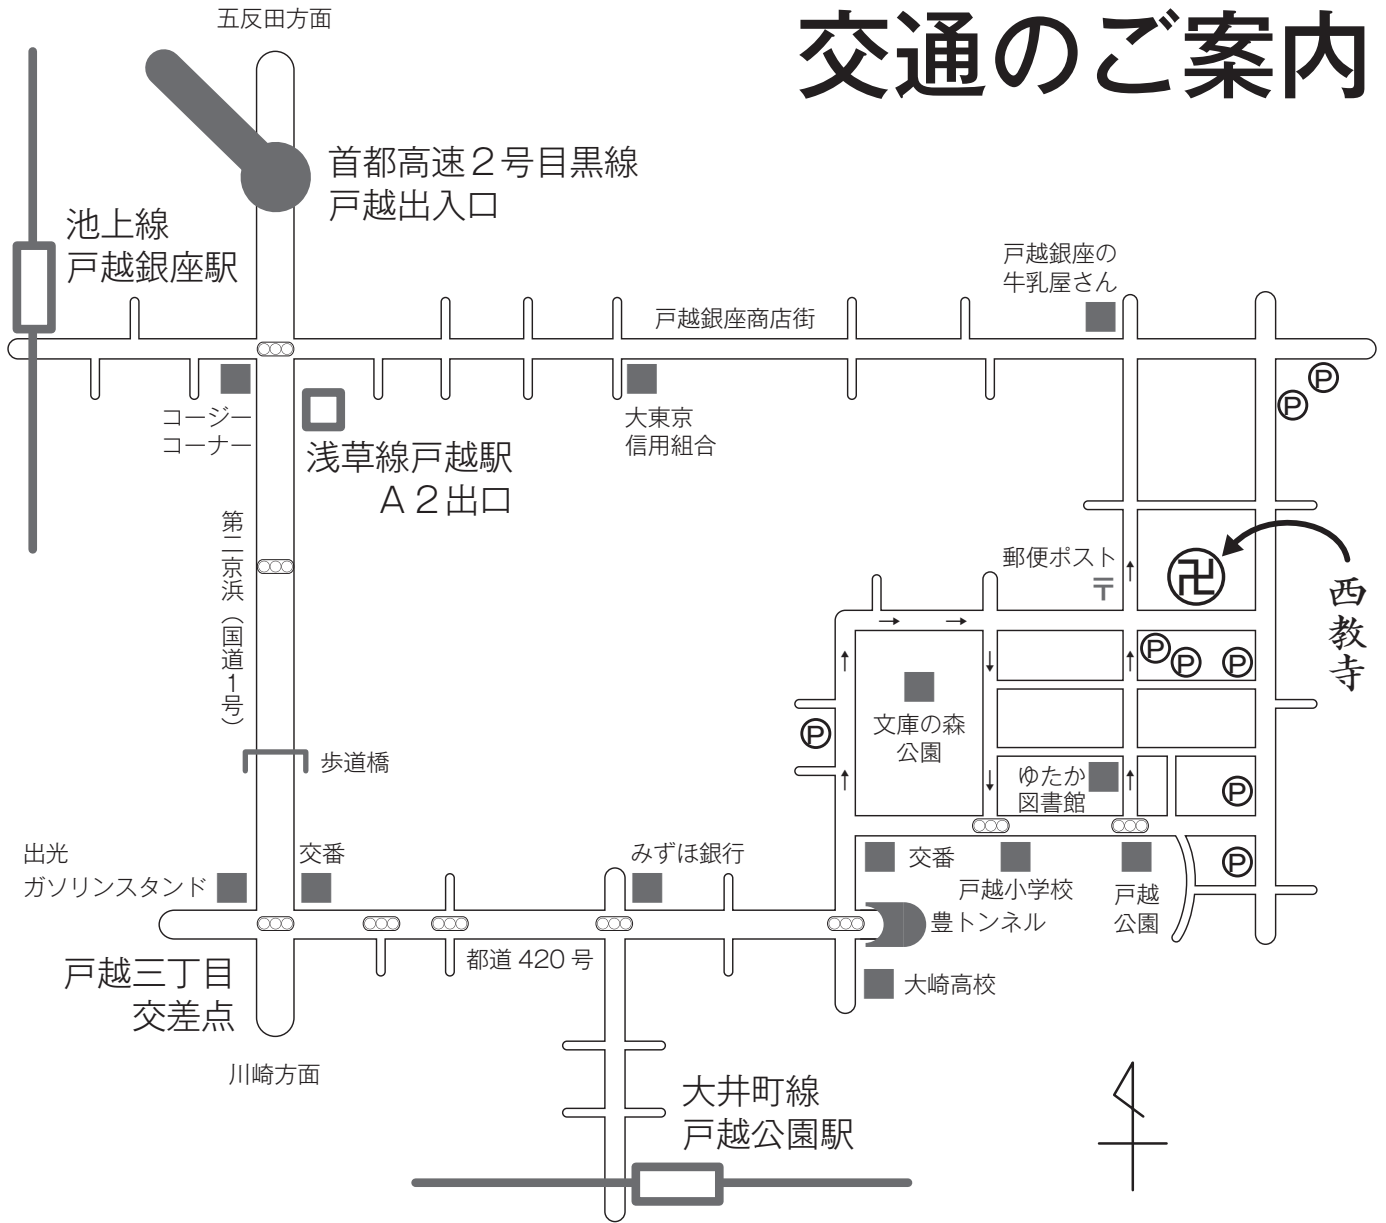 五反田方面
交通のご案内
首都高速2号目黒線
戸越出入口
池上線
戸越銀座駅
戸越銀座の
牛乳屋さん
戸越銀座商店街
コージー
コーナー
浅草線戸越駅
A2出口
大東京
信用組合
P
P
第二京浜(国道1号)
郵便ポスト
〒
卍
西教寺
P
P
P
P
文庫の森
公園
歩道橋
ゆたか
図書館
P
出光
ガソリンスタンド
交番
みずほ銀行
交番
戸越小学校
戸越
公園
P
豊トンネル
都道420号
戸越三丁目
交差点
大崎高校
川崎方面
大井町線
戸越公園駅